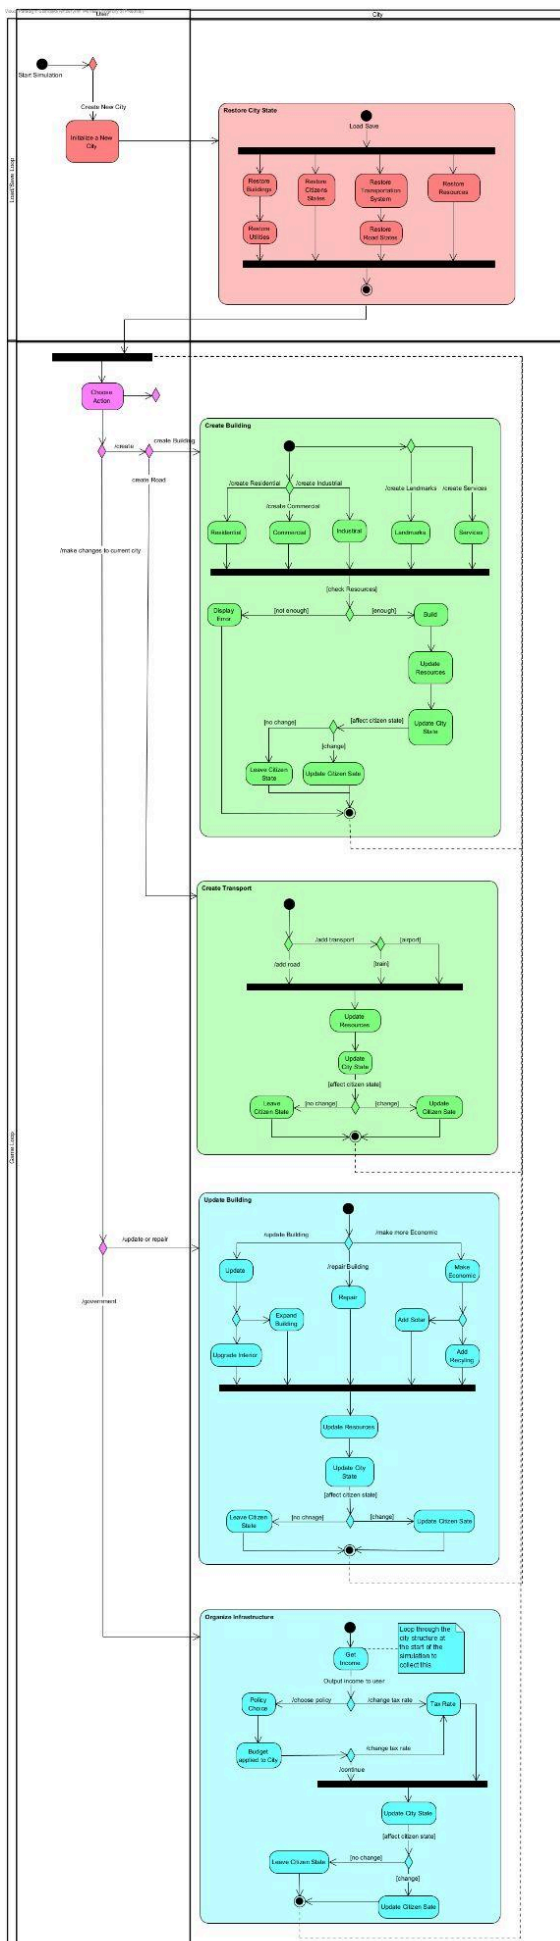 User
City
Load/Save Loop
Start Simulation
Create New City
Initialize a New
City
Restore City State
Load Save
Restore
Buildings
Restore
Citizens
States
Restore
Transportation
System
Restore
Resources
Restore
Utilities
Restore
Road States
Game Loop
Choose
Action
/create
create Building
create Road
/make changes to current city
Create Building
/create Residential
/create Industrial
/create Commercial
/create Landmarks
/create Services
Residential
Commercial
Industrial
Landmarks
Services
[check Resources]
Display
Error
[not enough]
[enough]
Build
Update
Resources
Update City
State
[affect citizen state]
[no change]
[change]
Leave Citizen
State
Update Citizen Sate
Create Transport
/add transport
[airport]
/add road
[train]
Update
Resources
Update
City State
[affect citizen state]
Leave
Citizen State
[no change]
[change]
Update
Citizen Sate
/update or repair
/government
Update Building
/update Building
/make more Economic
/repair Building
Update
Make
Economic
Repair
Expand
Building
Add Solar
Upgrade Interior
Add
Recyling
Update Resources
Update City
State
[affect citizen state]
Leave Citizen
State
[no chnage]
[change]
Update Citizen Sate
Organize Infrastructure
Get
Income
Loop through the
city structure at
the start of the
simulation to
collect this
Output income to user
Policy
Choice
/choose policy
/change tax rate
Tax Rate
Budget
applied to City
/change tax rate
/continue
Update City State
[affect citizen state]
Leave Citizen State
[no change]
[change]
Update Citizen Sate